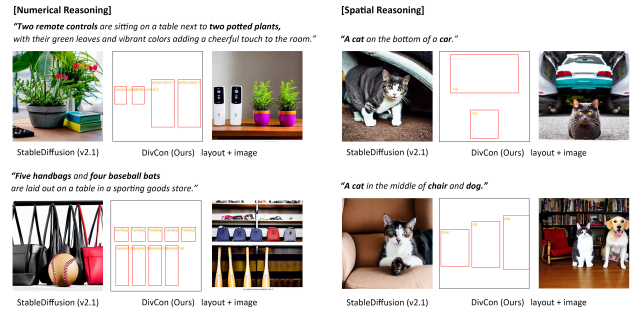 [Numerical Reasoning]
“Two remote controls are sitting on a table next to two potted plants,
with their green leaves and vibrant colors adding a cheerful touch to the room.”
StableDiffusion (v2.1)
DivCon (Ours) layout + image
“Five handbags and four baseball bats
are laid out on a table in a sporting goods store.”
StableDiffusion (v2.1)
DivCon (Ours) layout + image
[Spatial Reasoning]
“A cat on the bottom of a car.”
StableDiffusion (v2.1)
DivCon (Ours) layout + image
“A cat in the middle of chair and dog.”
StableDiffusion (v2.1)
DivCon (Ours) layout + image